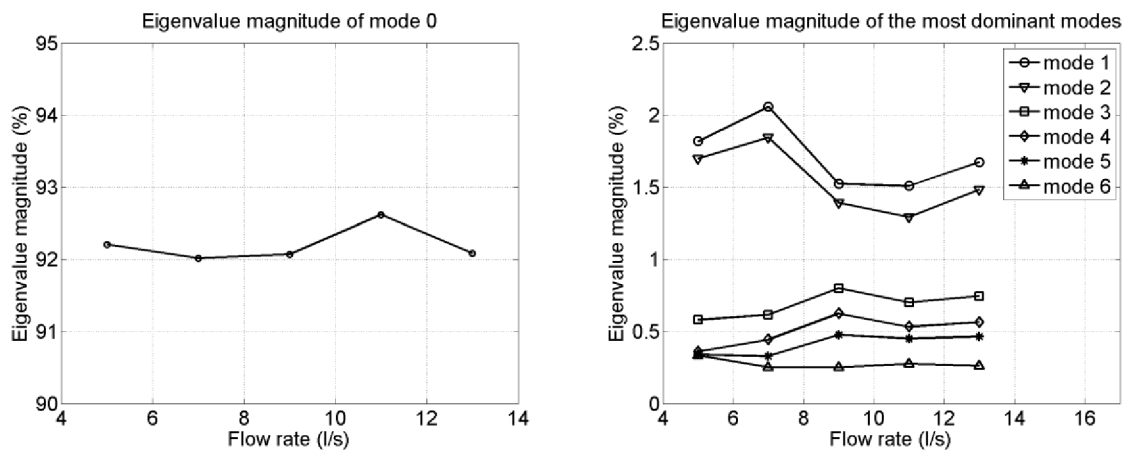 Eigenvalue magnitude of mode 0
95
94
93
92
91
90
Eigenvalue magnitude (%)
4 6 8 10 12 14
Flow rate (l/s)
Eigenvalue magnitude of the most dominant modes
2.5
2
1.5
1
0.5
0
Eigenvalue magnitude (%)
4 6 8 10 12 14 16
Flow rate (l/s)
mode 1
mode 2
mode 3
mode 4
mode 5
mode 6